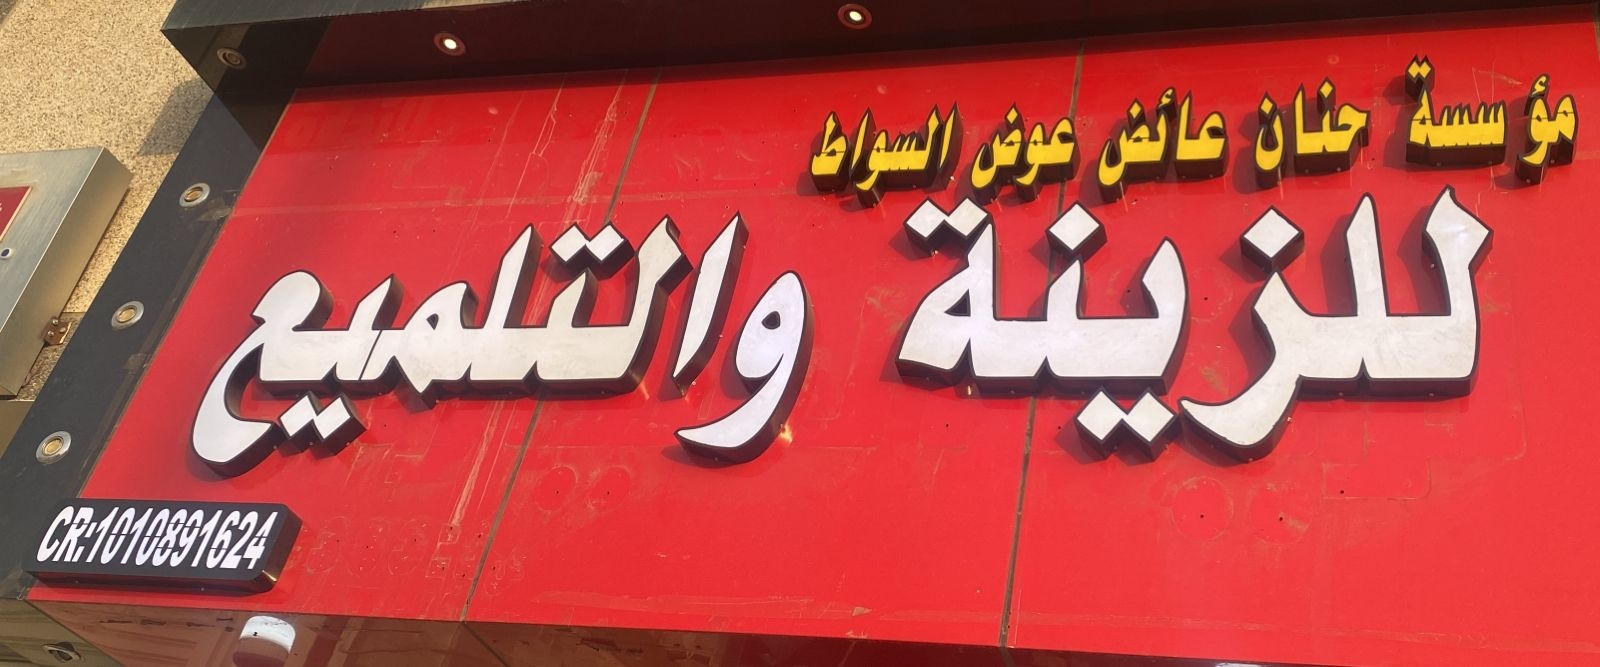 مؤسسة حنان عائض عوض السواط
للزينة والتلميع
CR:1010891624